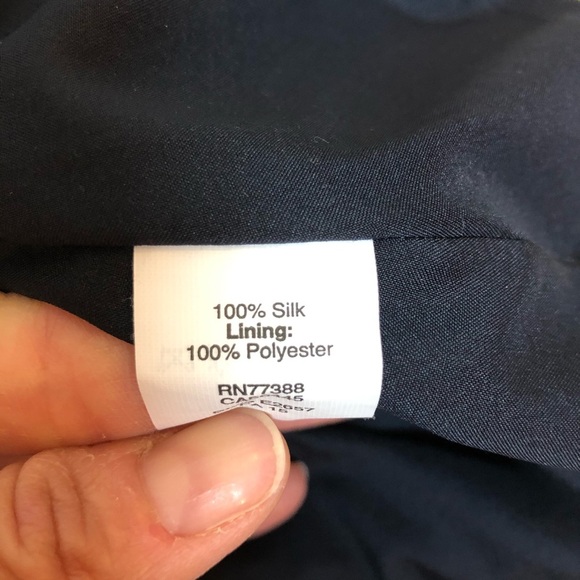 100% Silk
Lining:
100% Polyester
RN77388